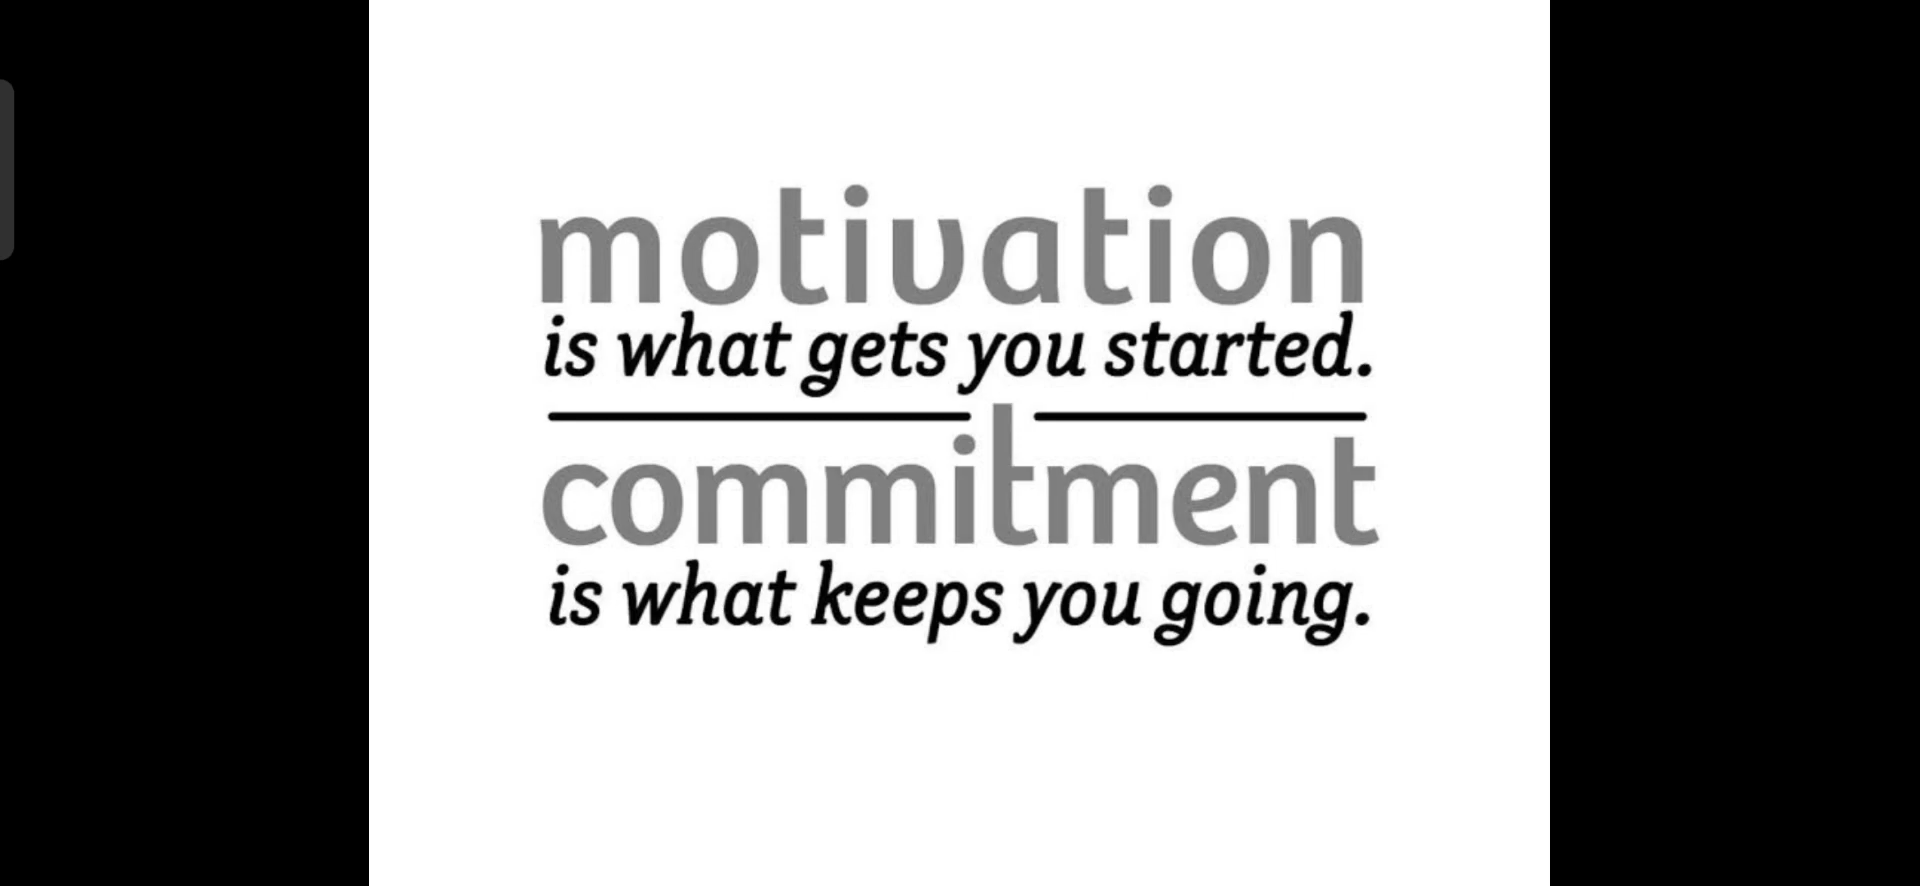 motivation
is what gets you started.
commitment
is what keeps you going.